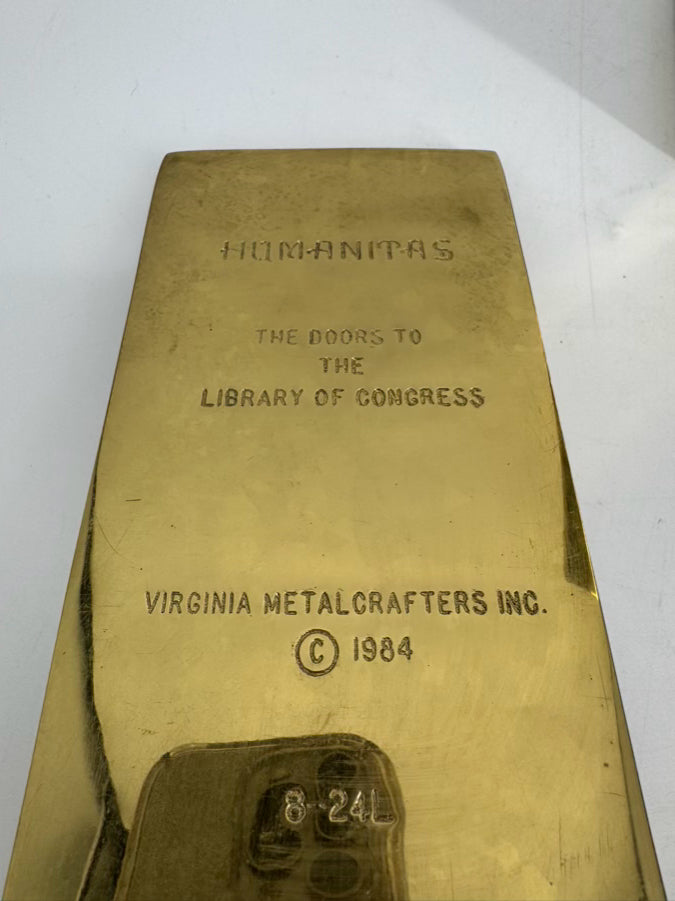 HUMANITAS
THE DOORS TO
THE
LIBRARY OF CONGRESS
VIRGINIA METALCRAFTERS INC.
© 1984
8-24L